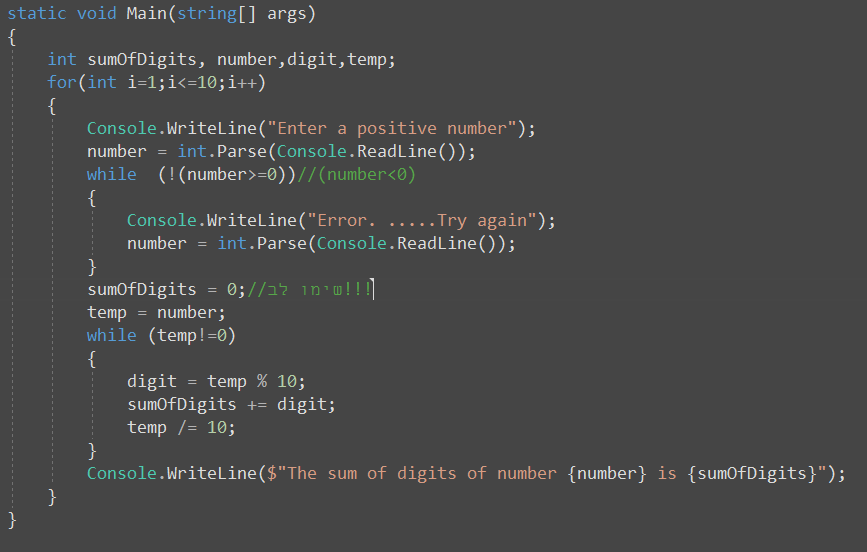 static void Main(string[] args)
{
int sumOfDigits, number,digit,temp;
for(int i=1;i<=10;i++)
{
Console.WriteLine("Enter a positive number");
number = int.Parse(Console.ReadLine());
while  (!(number>=0))//(number<0)
{
Console.WriteLine("Error. .....Try again");
number = int.Parse(Console.ReadLine());
}
sumOfDigits = 0;//שימו לב!!!
temp = number;
while (temp!=0)
{
digit = temp % 10;
sumOfDigits += digit;
temp /= 10;
}
Console.WriteLine($"The sum of digits of number {number} is {sumOfDigits}");
}
}